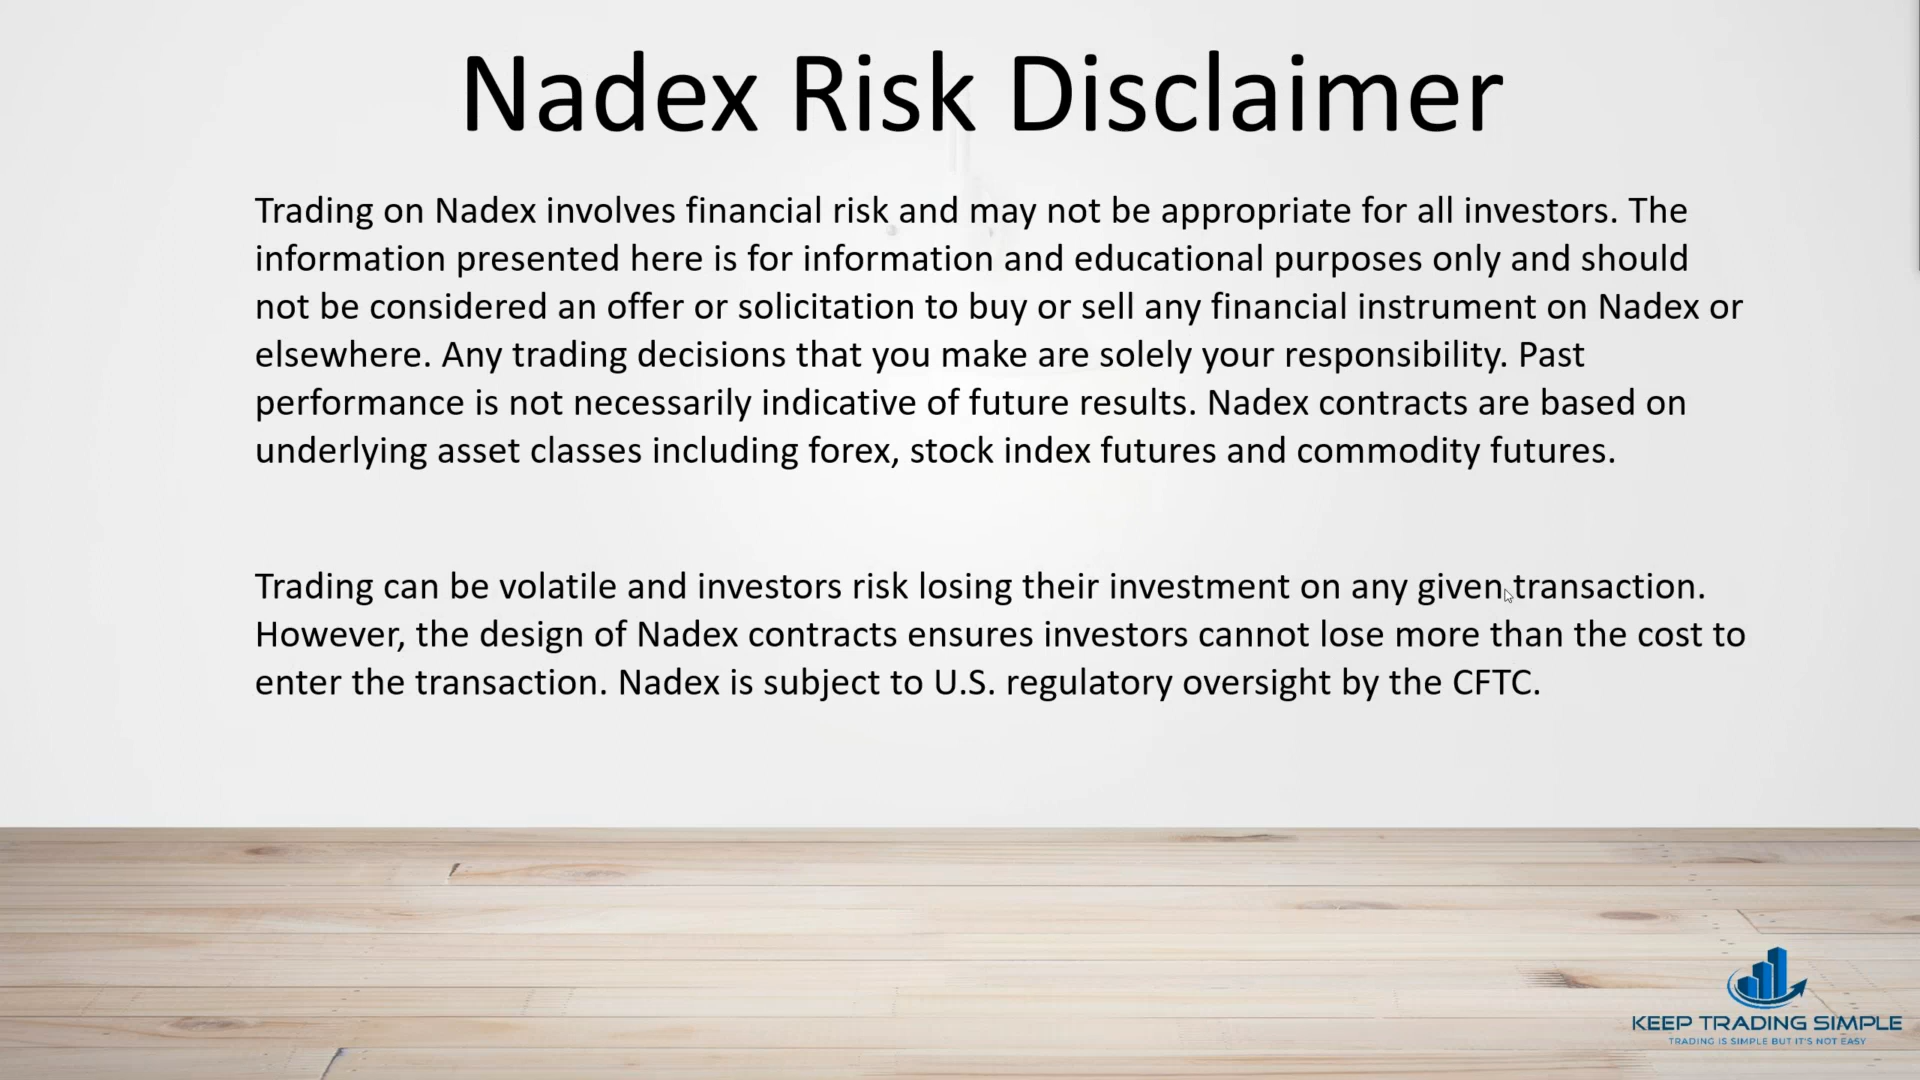 Nadex Risk Disclaimer
Trading on Nadex involves financial risk and may not be appropriate for all investors. The
information presented here is for information and educational purposes only and should
not be considered an offer or solicitation to buy or sell any financial instrument on Nadex or
elsewhere. Any trading decisions that you make are solely your responsibility. Past
performance is not necessarily indicative of future results. Nadex contracts are based on
underlying asset classes including forex, stock index futures and commodity futures.
Trading can be volatile and investors risk losing their investment on any given transaction.
However, the design of Nadex contracts ensures investors cannot lose more than the cost to
enter the transaction. Nadex is subject to U.S. regulatory oversight by the CFTC.
KEEP TRADING SIMPLE
TRADING IS SIMPLE BUT IT'S NOT EASY